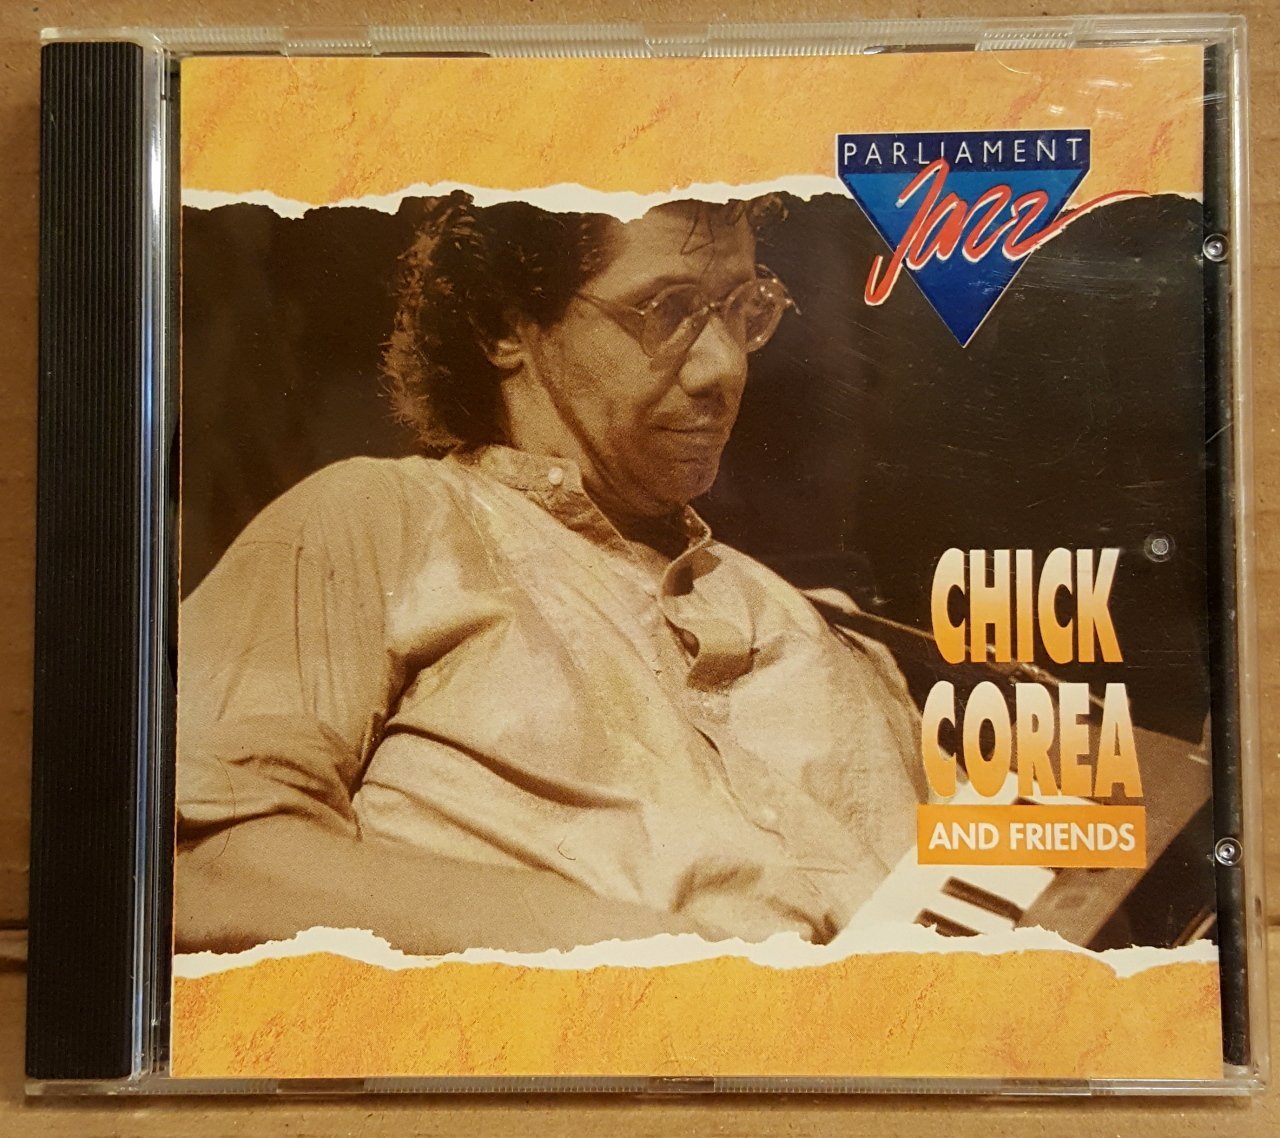 PARLIAMENT
Jazz
CHICK
COREA
AND FRIENDS